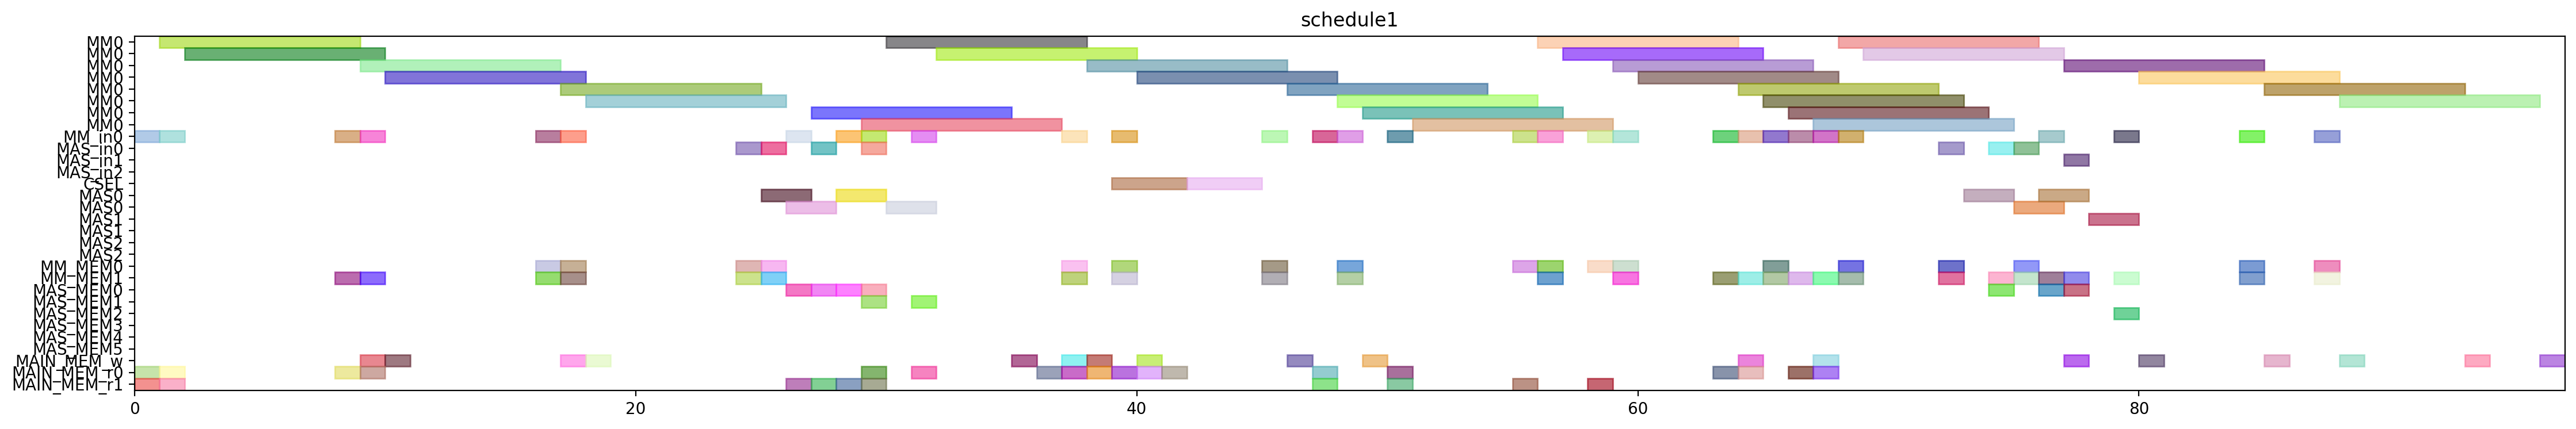 schedule1
MM0
MM0
MM0
MM0
MM0
MM0
MM0
MM0
MM_in0
MAS_in0
MAS_in1
MAS_in2
CSEL
MAS0
MAS0
MAS1
MAS1
MAS2
MAS2
MM_MEM0
MM_MEM1
MAS_MEM0
MAS_MEM1
MAS_MEM2
MAS_MEM3
MAS_MEM4
MAS_MEM5
MAIN_MEM_w
MAIN_MEM_r0
MAIN_MEM_r1
0 20 40 60 80